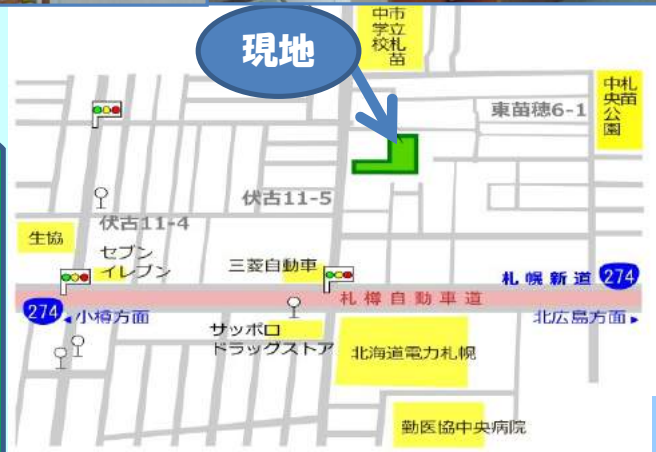 市立札苗
中学校
現地
札苗
中央公園
東苗穂6-1
伏古11-5
伏古11-4
生協
セブン
イレブン
三菱自動車
札幌新道
274
札樽自動車道
274
小樽方面
北広島方面
サッポロ
ドラッグストア
北海道電力札幌
勤医協中央病院